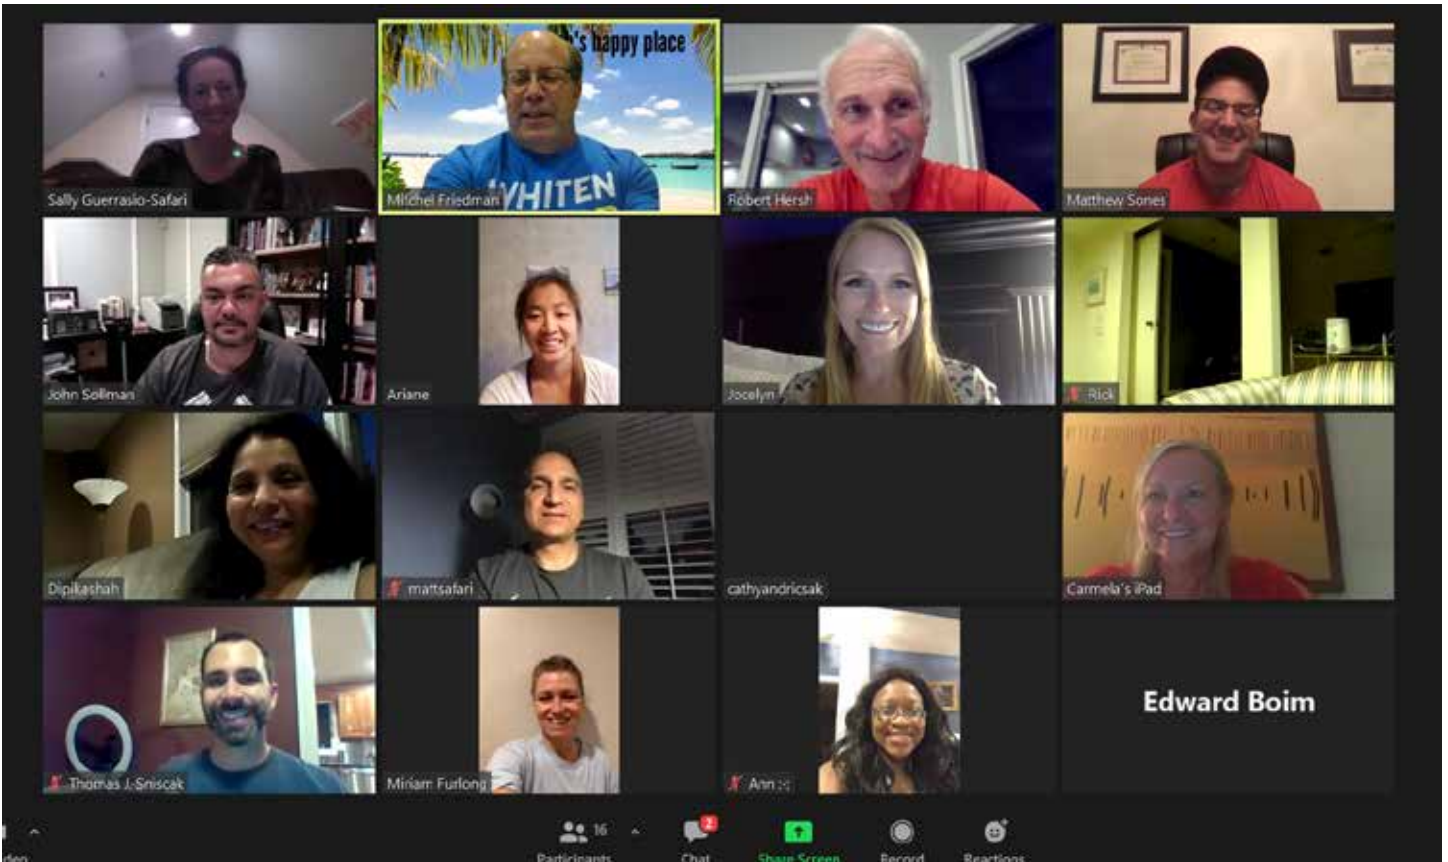 's happy place
WHITEN
Sally Guerrasio-Safari
Mitchel Friedman
Robert Hersh
Matthew Sones
John Sollman
Ariane
Jocelyn
Rick
Dipikashah
mattsafari
cathyandricsak
Carmela's iPad
Edward Boim
Thomas J. Sniscak
Miriam Furlong
Ann :-)
16
2
Participants
Chat
Share Screen
Record
Reactions